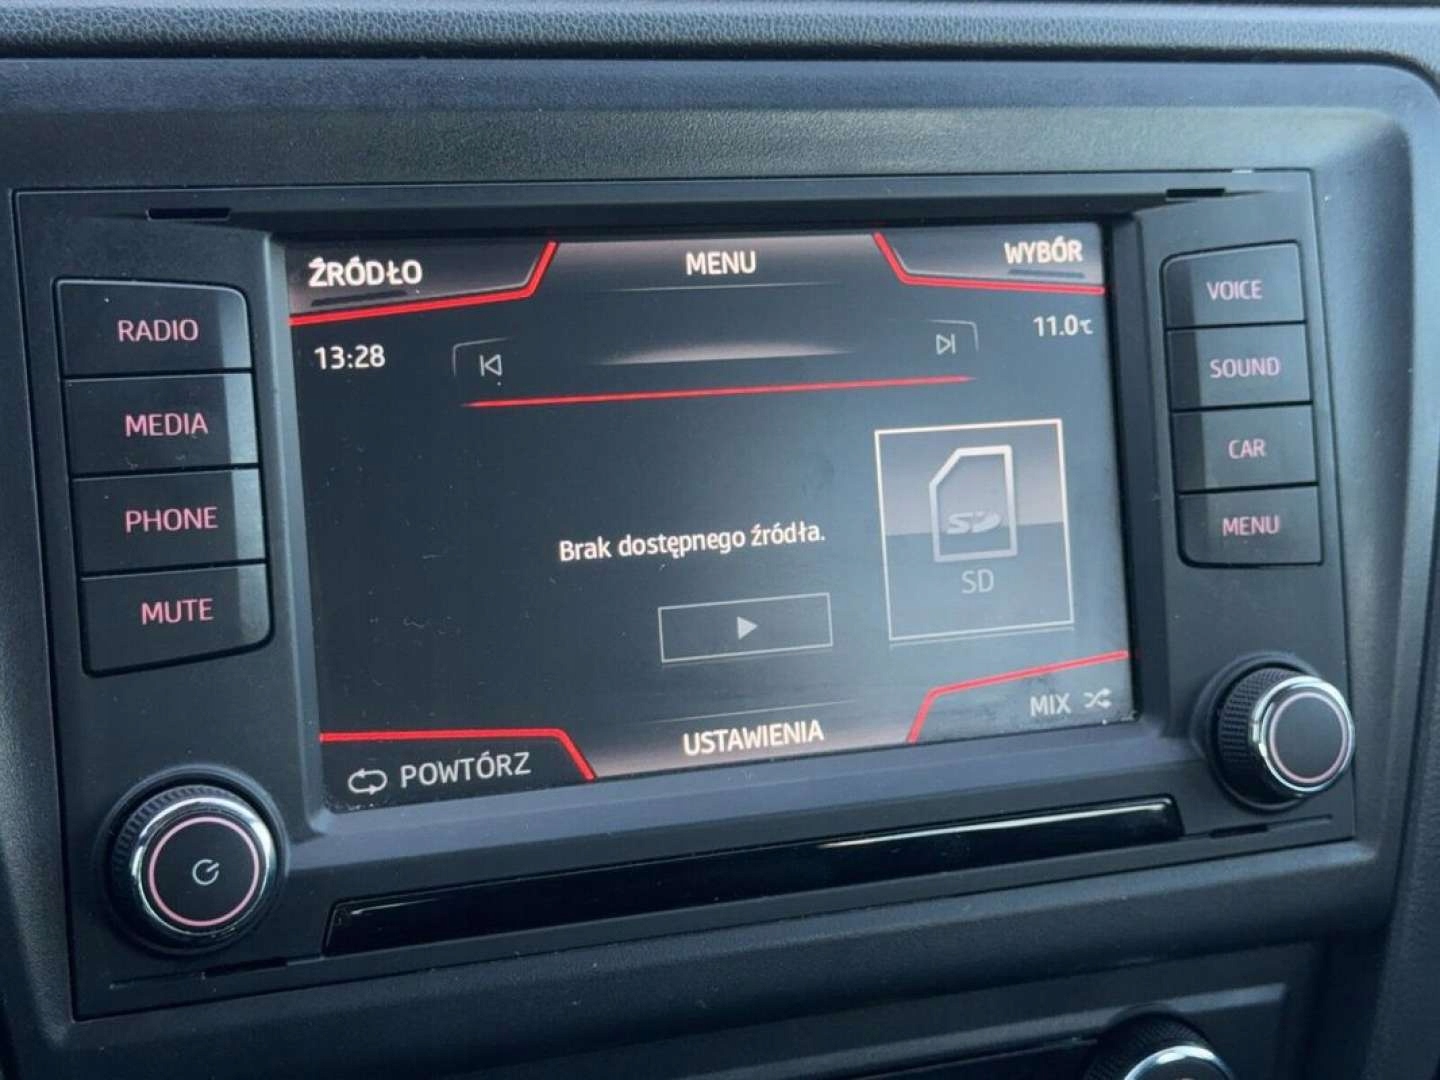 ŹRÓDŁO
MENU
WYBÓR
13:28
11.0°C
Brak dostępnego źródła.
SD
SD
POWTÓRZ
USTAWIENIA
MIX
RADIO
MEDIA
PHONE
MUTE
VOICE
SOUND
CAR
MENU